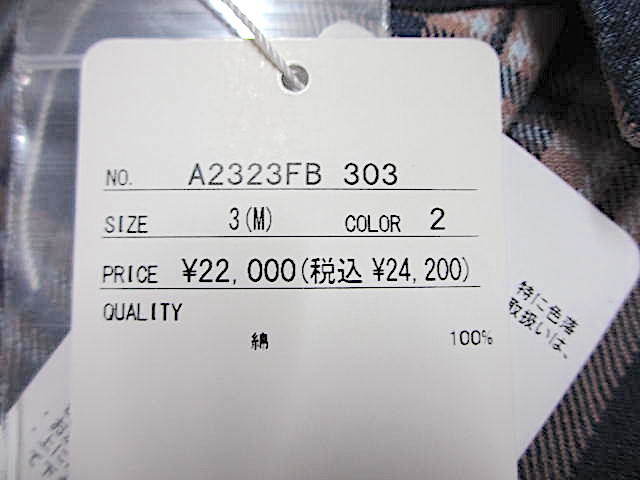 NO. A2323FB 303
SIZE 3(M) COLOR 2
PRICE ¥22,000(税込 ¥24,200)
QUALITY
綿 100%
特に色落
取扱いは、